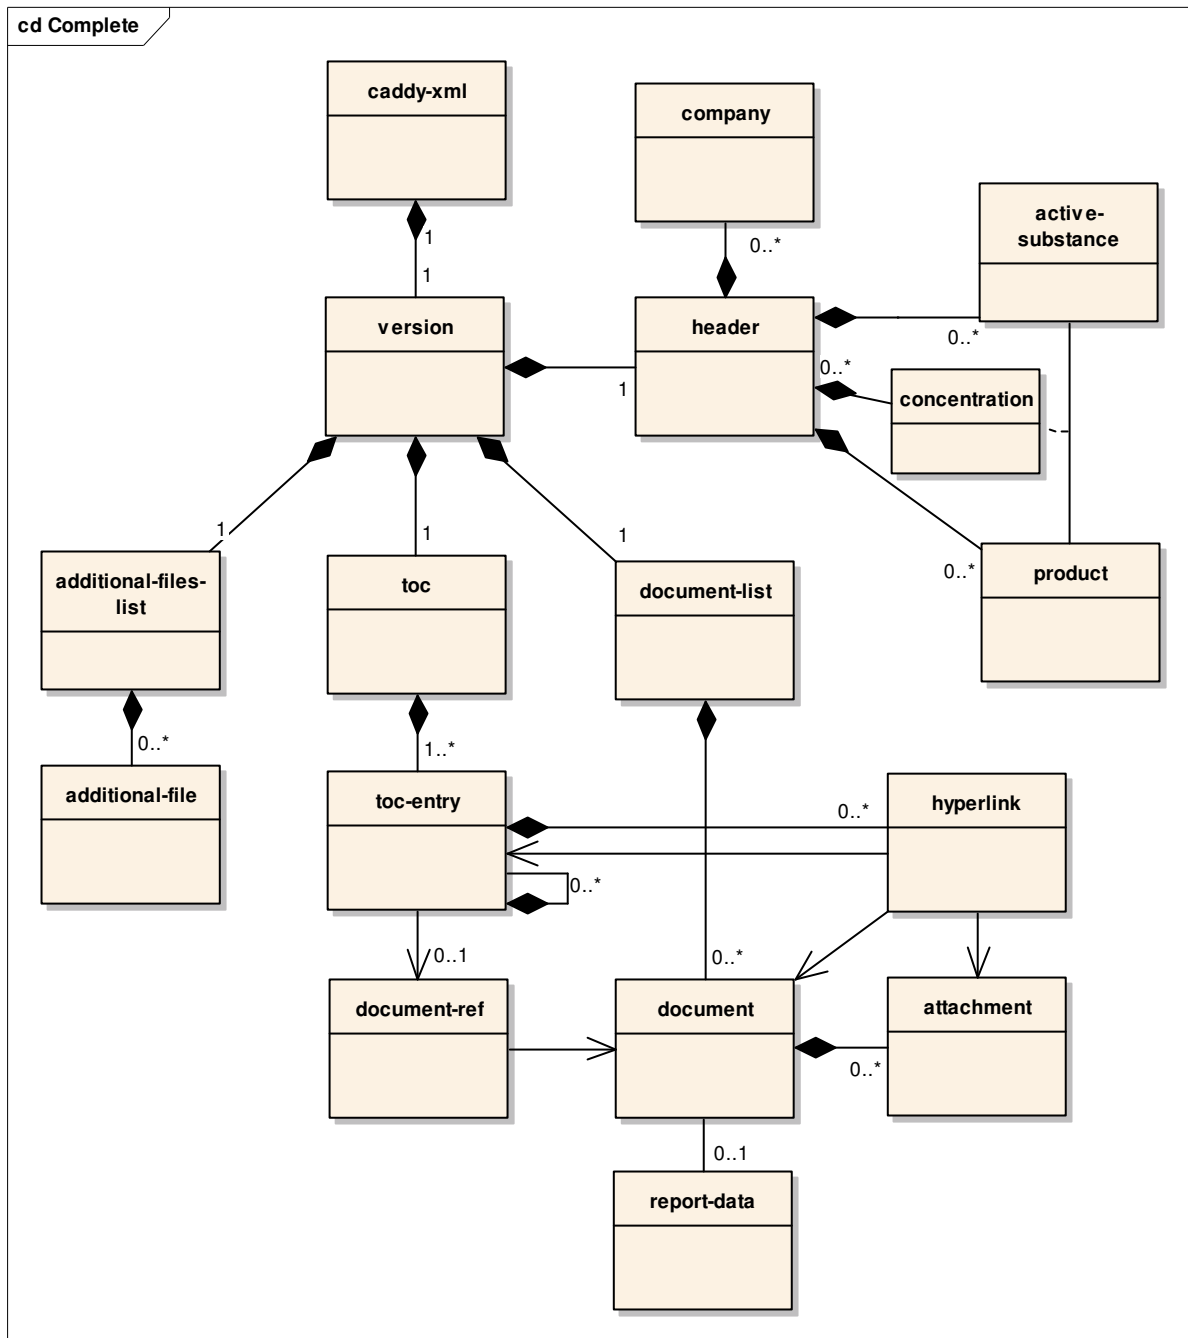 cd Complete
caddy-xml
company
active-
substance
0..*
1
1
version
header
0..*
0..*
1
concentration
1
1
1
0..*
product
additional-files-
list
toc
document-list
0..*
1..*
additional-file
toc-entry
0..*
hyperlink
0..*
0..1
0..*
document-ref
document
attachment
0..*
0..1
report-data